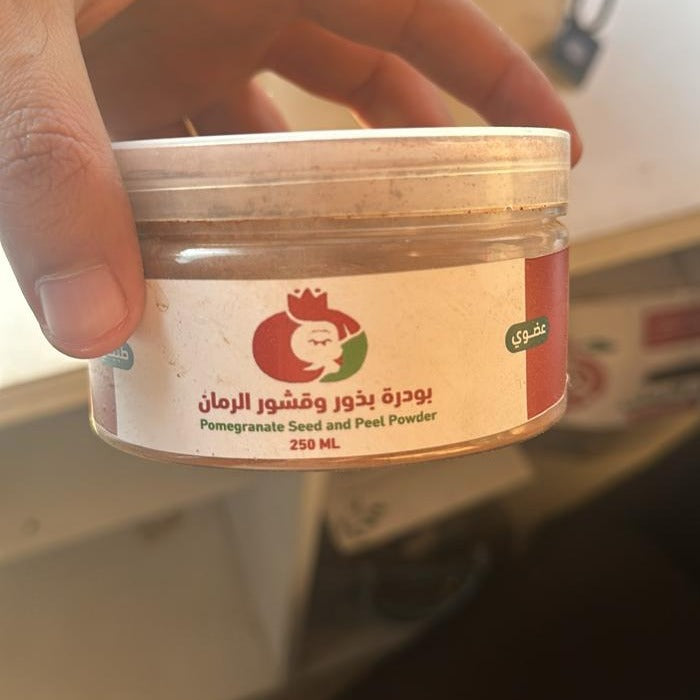 بودرة بذور وقشور الرمان
Pomegranate Seed and Peel Powder
250 ML
عضوي